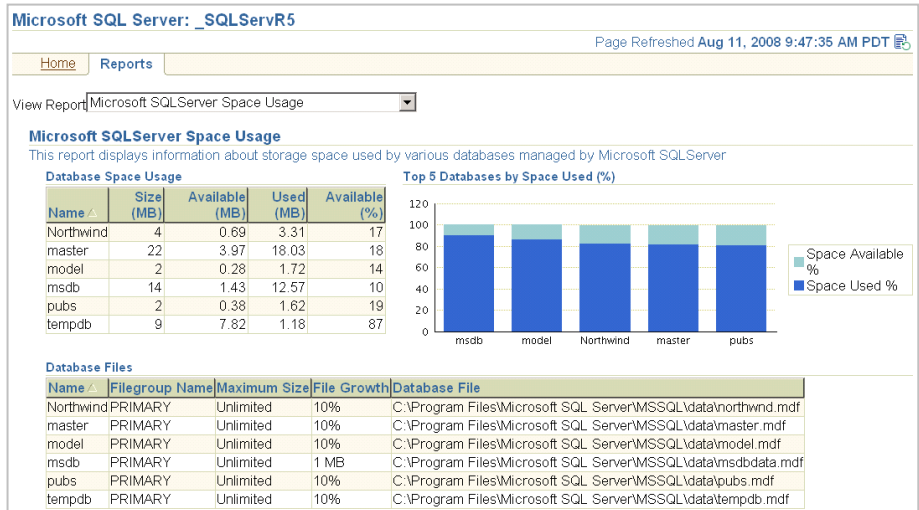 Microsoft SQL Server: _SQLServR5
Page Refreshed Aug 11, 2008 9:47:35 AM PDT
Home Reports
View Report Microsoft SQLServer Space Usage
Microsoft SQLServer Space Usage
This report displays information about storage space used by various databases managed by Microsoft SQLServer
Database Space Usage
Name Size (MB) Available (MB) Used (MB) Available (%)
Northwind 4 0.69 3.31 17
master 22 3.97 18.03 18
model 2 0.28 1.72 14
msdb 14 1.43 12.57 10
pubs 2 0.38 1.62 19
tempdb 9 7.82 1.18 87
Top 5 Databases by Space Used (%)
120
100
80
60
40
20
0
msdb model Northwind master pubs
Space Available %
Space Used %
Database Files
Name Filegroup Name Maximum Size File Growth Database File
Northwind PRIMARY Unlimited 10% C:\Program Files\Microsoft SQL Server\MSSQL\data\northwnd.mdf
master PRIMARY Unlimited 10% C:\Program Files\Microsoft SQL Server\MSSQL\data\master.mdf
model PRIMARY Unlimited 10% C:\Program Files\Microsoft SQL Server\MSSQL\data\model.mdf
msdb PRIMARY Unlimited 1 MB C:\Program Files\Microsoft SQL Server\MSSQL\data\msdbdata.mdf
pubs PRIMARY Unlimited 10% C:\Program Files\Microsoft SQL Server\MSSQL\data\pubs.mdf
tempdb PRIMARY Unlimited 10% C:\Program Files\Microsoft SQL Server\MSSQL\data\tempdb.mdf